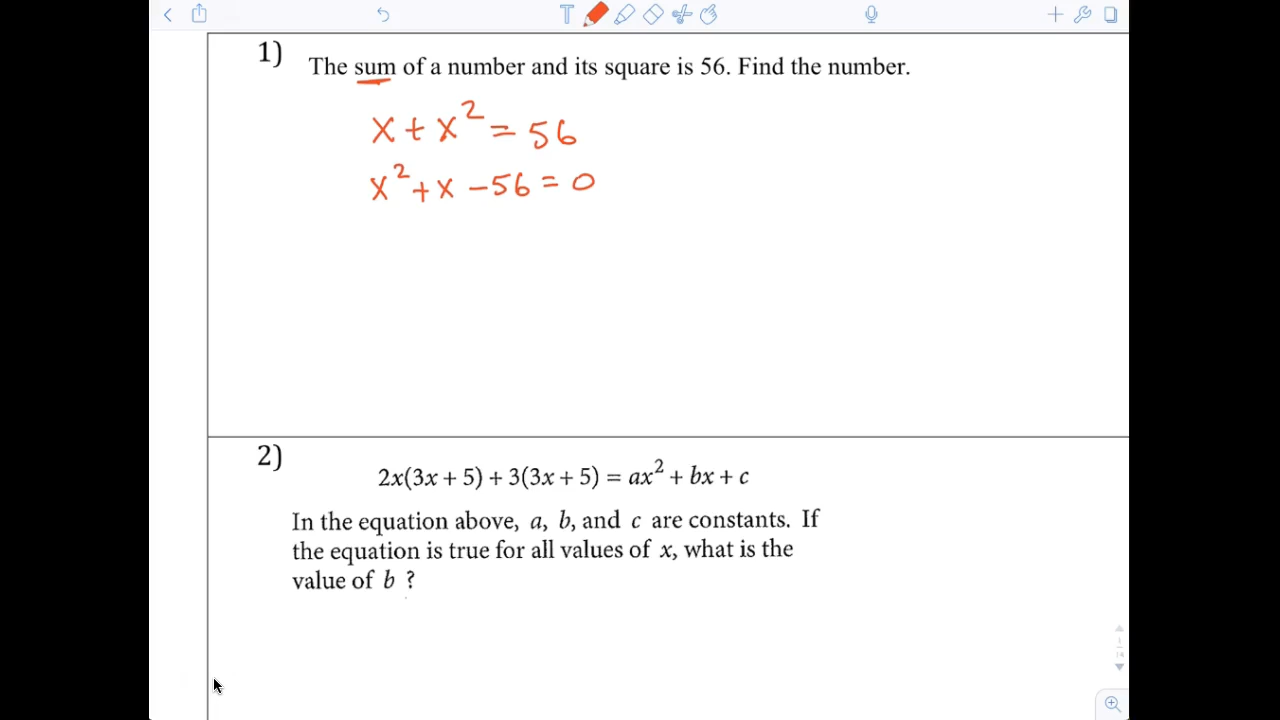 1)
The sum of a number and its square is 56. Find the number.
x + x² = 56
x² + x - 56 = 0
2)
2x(3x + 5) + 3(3x + 5) = ax² + bx + c
In the equation above, a, b, and c are constants. If
the equation is true for all values of x, what is the
value of b ?